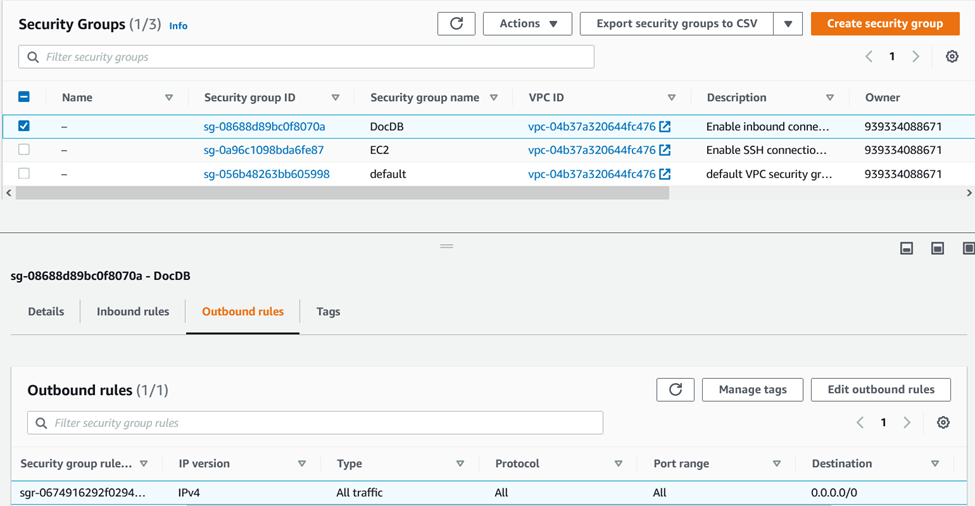 Security Groups (1/3) Info Actions Export security groups to CSV Create security group
Filter security groups 1
Name Security group ID Security group name VPC ID Description Owner
– sg-08688d89bc0f8070a DocDB vpc-04b37a320644fc476 Enable inbound conne... 939334088671
– sg-0a96c1098bda6fe87 EC2 vpc-04b37a320644fc476 Enable SSH connectio... 939334088671
– sg-056b48263bb605998 default vpc-04b37a320644fc476 default VPC security gr... 939334088671
sg-08688d89bc0f8070a - DocDB
Details Inbound rules Outbound rules Tags
Outbound rules (1/1) Manage tags Edit outbound rules
Filter security group rules 1
Security group rule... IP version Type Protocol Port range Destination
sgr-0674916292f0294... IPv4 All traffic All All 0.0.0.0/0